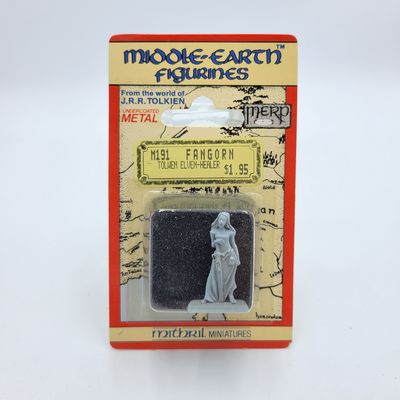 MIDDLE-EARTH™
FIGURINES
From the world of
J.R.R. TOLKIEN
UNDERCOATED
METAL
merp
M191 FANGORN
TOLWEN ELVEN-HEALER
$1.95
mithril MINIATURES